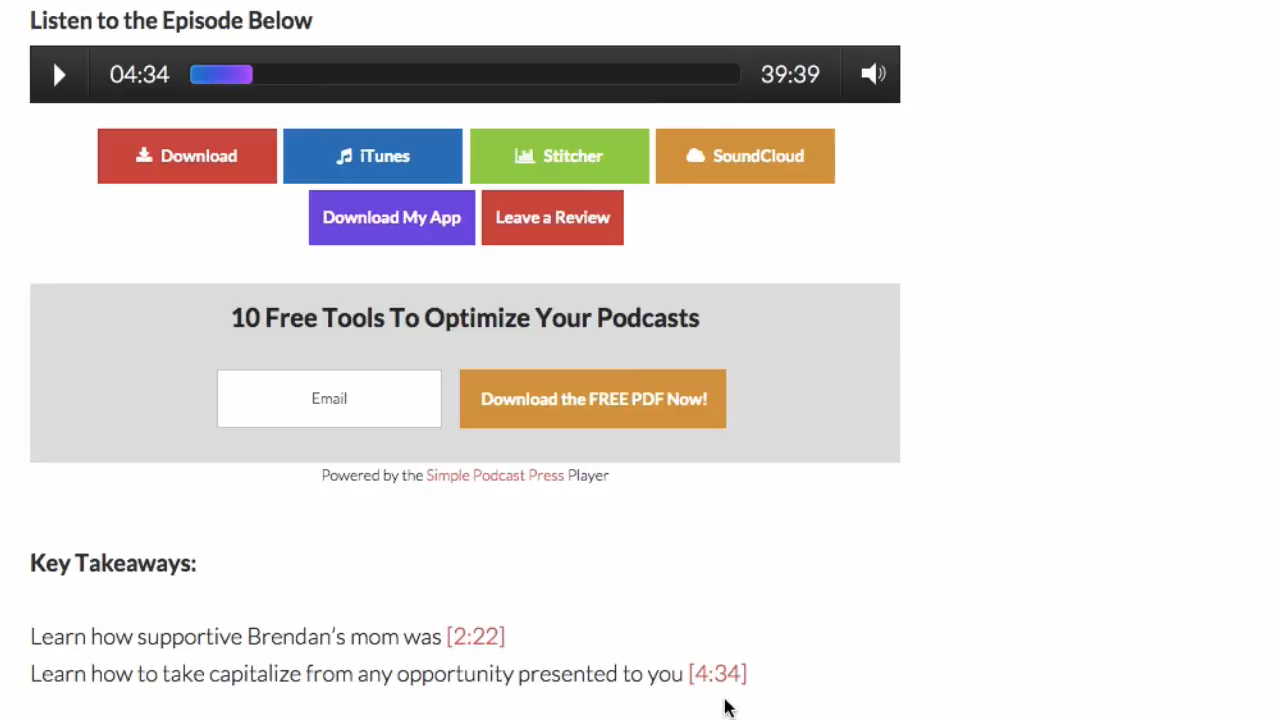 Listen to the Episode Below
04:34 39:39
Download iTunes Stitcher SoundCloud
Download My App Leave a Review
10 Free Tools To Optimize Your Podcasts
Email Download the FREE PDF Now!
Powered by the Simple Podcast Press Player
Key Takeaways:
Learn how supportive Brendan's mom was [2:22]
Learn how to take capitalize from any opportunity presented to you [4:34]